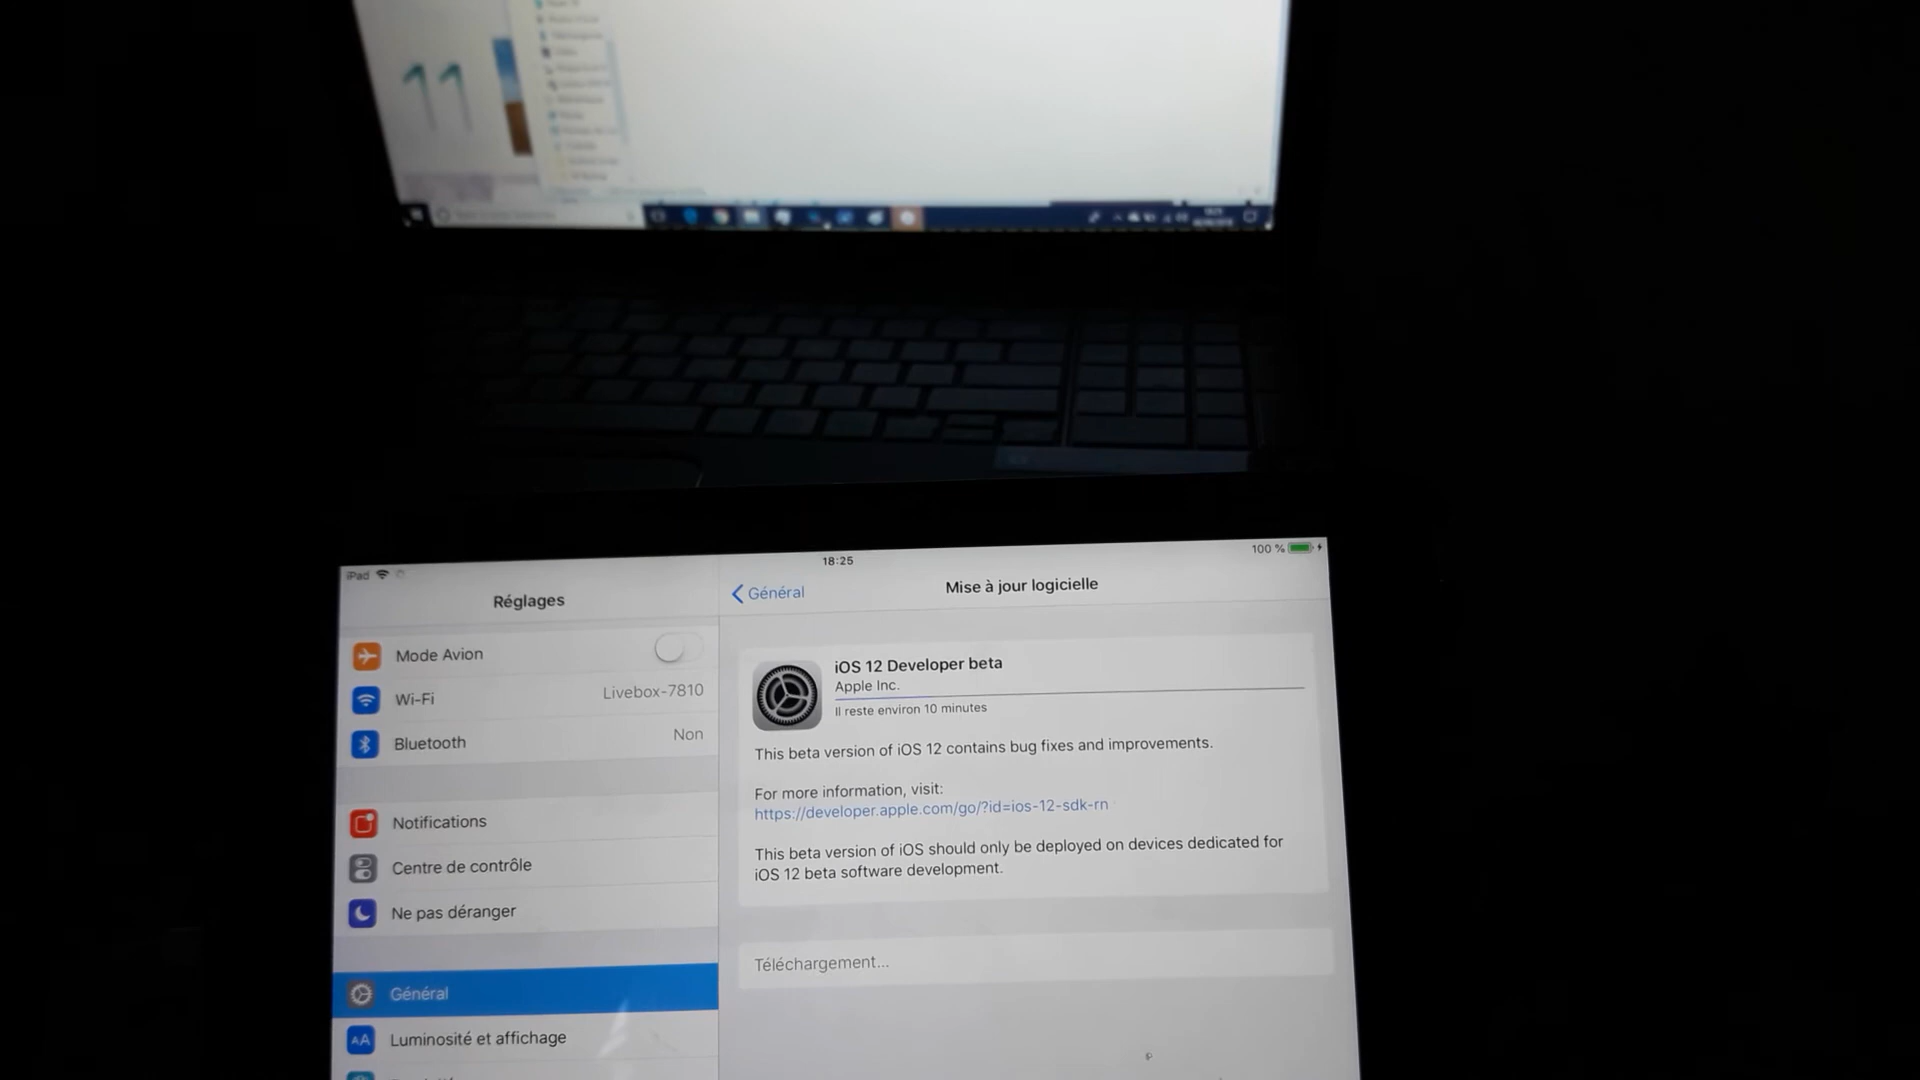 11
iPad
18:25
100 %
Réglages
Général
Mise à jour logicielle
Mode Avion
Wi-Fi
Livebox-7810
Bluetooth
Non
Notifications
Centre de contrôle
Ne pas déranger
Général
Luminosité et affichage
iOS 12 Developer beta
Apple Inc.
Il reste environ 10 minutes
This beta version of iOS 12 contains bug fixes and improvements.
For more information, visit:
https://developer.apple.com/go/?id=ios-12-sdk-rn
This beta version of iOS should only be deployed on devices dedicated for
iOS 12 beta software development.
Téléchargement...